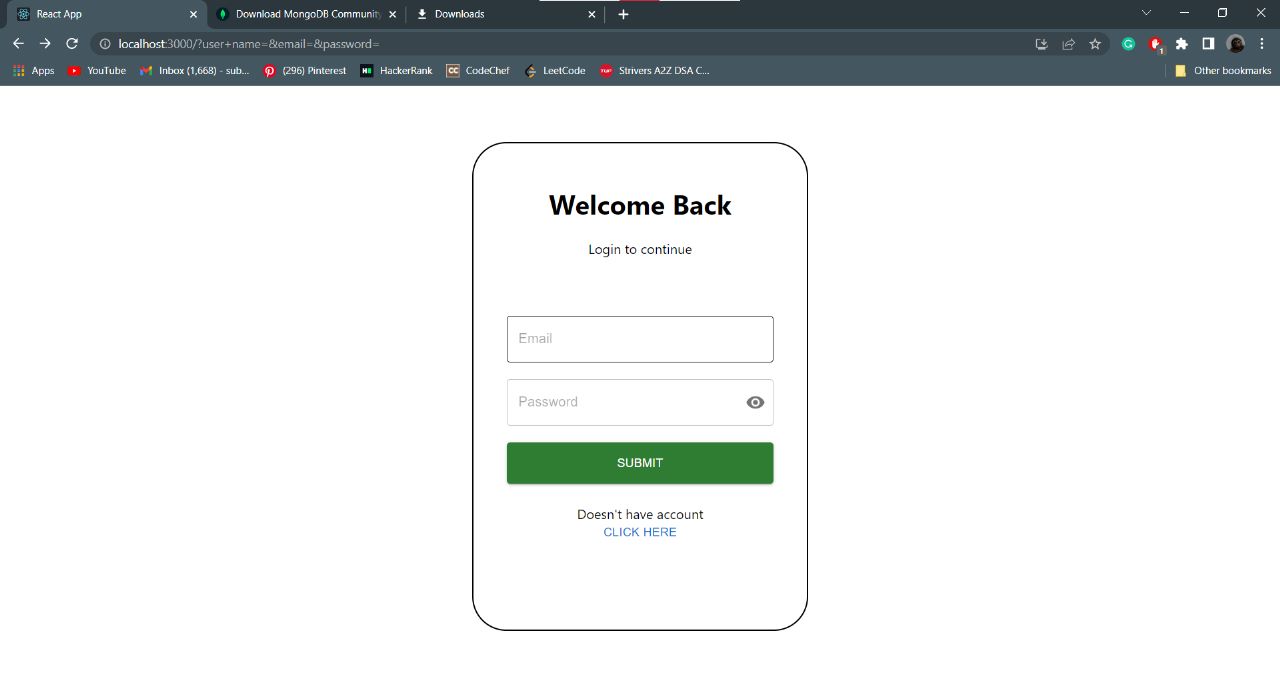 React App
Download MongoDB Community
Downloads
localhost:3000/?user+name=&email=&password=
Apps
YouTube
Inbox (1,668) - sub...
(296) Pinterest
HackerRank
CodeChef
LeetCode
TUF
Strivers A2Z DSA C...
Other bookmarks
1
Welcome Back
Login to continue
Email
Password
SUBMIT
Doesn't have account
CLICK HERE